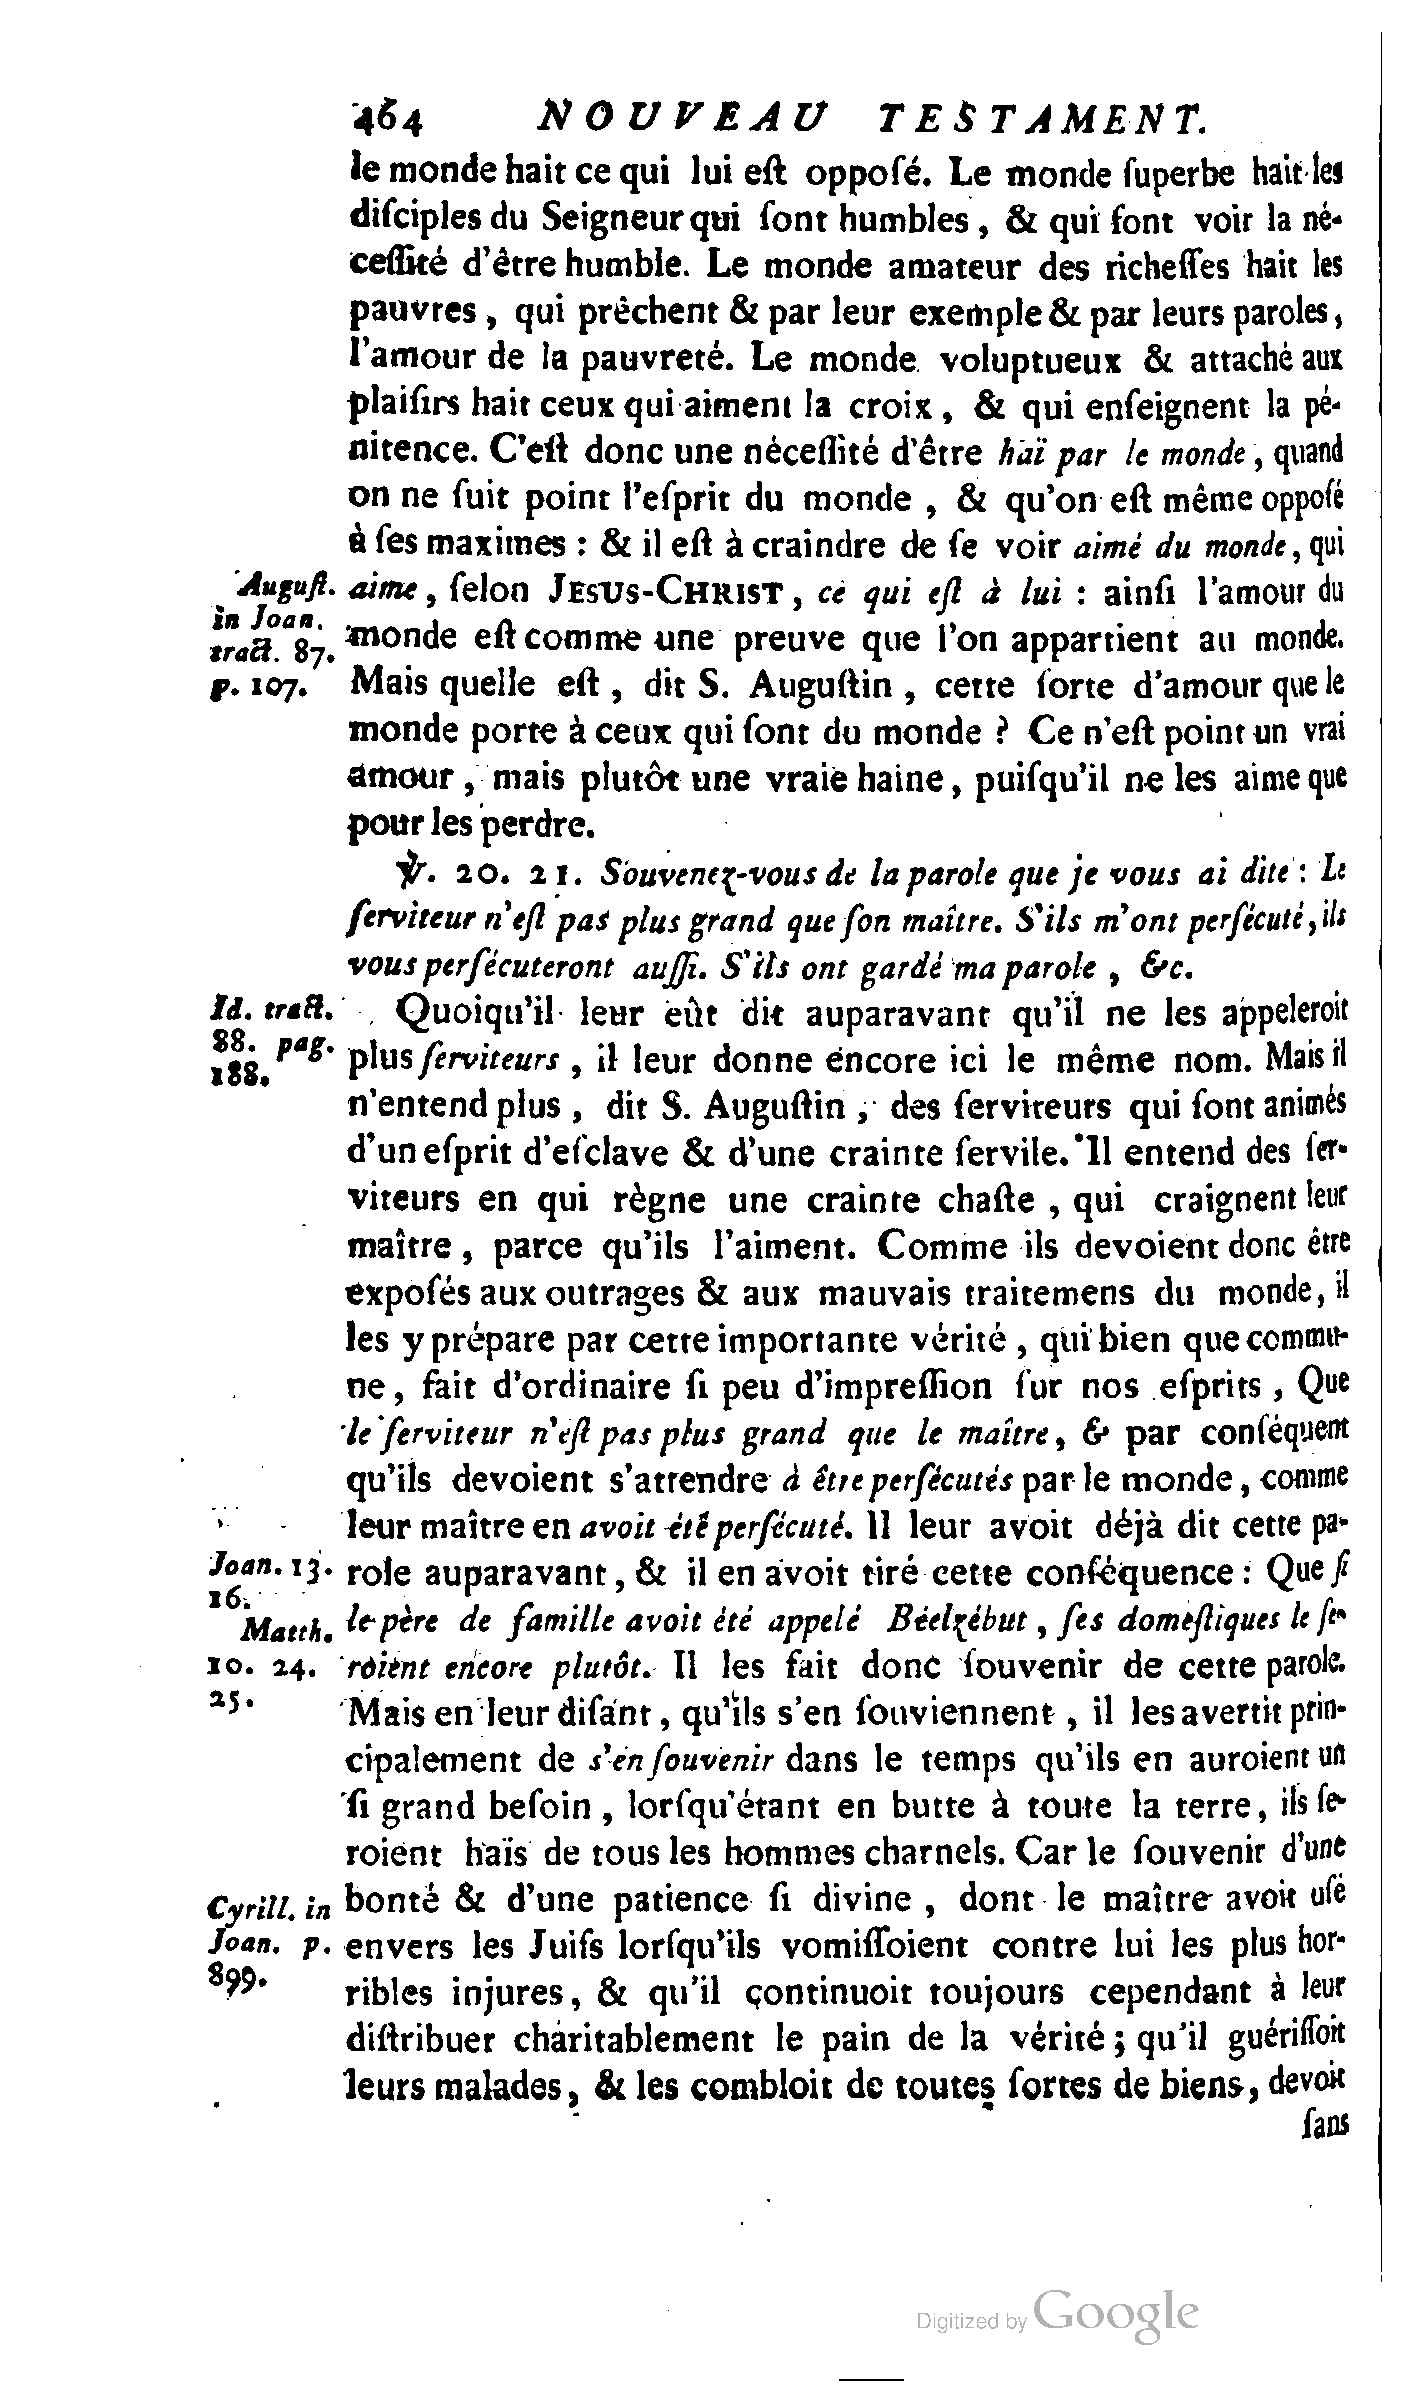 464 NOUVEAU TESTAMENT.
le monde hait ce qui lui eſt oppoſé. Le monde ſuperbe hait les
diſciples du Seigneur qui ſont humbles, & qui font voir la né-
ceſſité d'être humble. Le monde amateur des richeſſes hait les
pauvres, qui prêchent & par leur exemple & par leurs paroles,
l'amour de la pauvreté. Le monde voluptueux & attaché aux
plaiſirs hait ceux qui aiment la croix, & qui enſeignent la pé-
nitence. C'eſt donc une néceſſité d'être haï par le monde, quand
on ne ſuit point l'eſprit du monde, & qu'on eſt même oppoſé
à ſes maximes : & il eſt à craindre de ſe voir aimé du monde, qui
Auguſt. aime, ſelon JESUS-CHRIST, ce qui eſt à lui : ainſi l'amour du
in Joan.
tract. 87. monde eſt comme une preuve que l'on appartient au monde.
p. 107. Mais quelle eſt, dit S. Auguſtin, cette ſorte d'amour que le
monde porte à ceux qui ſont du monde ? Ce n'eſt point un vrai
amour, mais plutôt une vraie haine, puiſqu'il ne les aime que
pour les perdre.
℣. 20. 21. Souvenez-vous de la parole que je vous ai dite : Le
ſerviteur n'eſt pas plus grand que ſon maître. S'ils m'ont perſécuté, ils
vous perſécuteront auſſi. S'ils ont gardé ma parole, &c.
Id. tract. Quoiqu'il leur eût dit auparavant qu'il ne les appeleroit
88. pag. plus ſerviteurs, il leur donne encore ici le même nom. Mais il
188.
n'entend plus, dit S. Auguſtin, des ſerviteurs qui ſont animés
d'un eſprit d'eſclave & d'une crainte ſervile. Il entend des ſer-
viteurs en qui règne une crainte chaſte, qui craignent leur
maître, parce qu'ils l'aiment. Comme ils devoient donc être
expoſés aux outrages & aux mauvais traitemens du monde, il
les y prépare par cette importante vérité, qui bien que commu-
ne, fait d'ordinaire ſi peu d'impreſſion ſur nos eſprits, Que
le ſerviteur n'eſt pas plus grand que le maître, & par conſéquent
qu'ils devoient s'attendre à être perſécutés par le monde, comme
leur maître en avoit été perſécuté. Il leur avoit déjà dit cette pa-
Joan. 13. role auparavant, & il en avoit tiré cette conſéquence : Que ſi
16.
Matth. le père de famille avoit été appelé Béelzébut, ſes domeſtiques le ſe-
10. 24. roient encore plutôt. Il les fait donc ſouvenir de cette parole.
25. Mais en leur diſant, qu'ils s'en ſouviennent, il les avertit prin-
cipalement de s'en ſouvenir dans le temps qu'ils en auroient un
ſi grand beſoin, lorſqu'étant en butte à toute la terre, ils ſe-
roient haïs de tous les hommes charnels. Car le ſouvenir d'une
Cyrill. in bonté & d'une patience ſi divine, dont le maître avoit uſé
Joan. p. envers les Juifs lorſqu'ils vomiſſoient contre lui les plus hor-
899. ribles injures, & qu'il continuoit toujours cependant à leur
diſtribuer charitablement le pain de la vérité; qu'il guériſſoit
leurs malades, & les combloit de toutes ſortes de biens, devoit
ſans
Digitized by Google